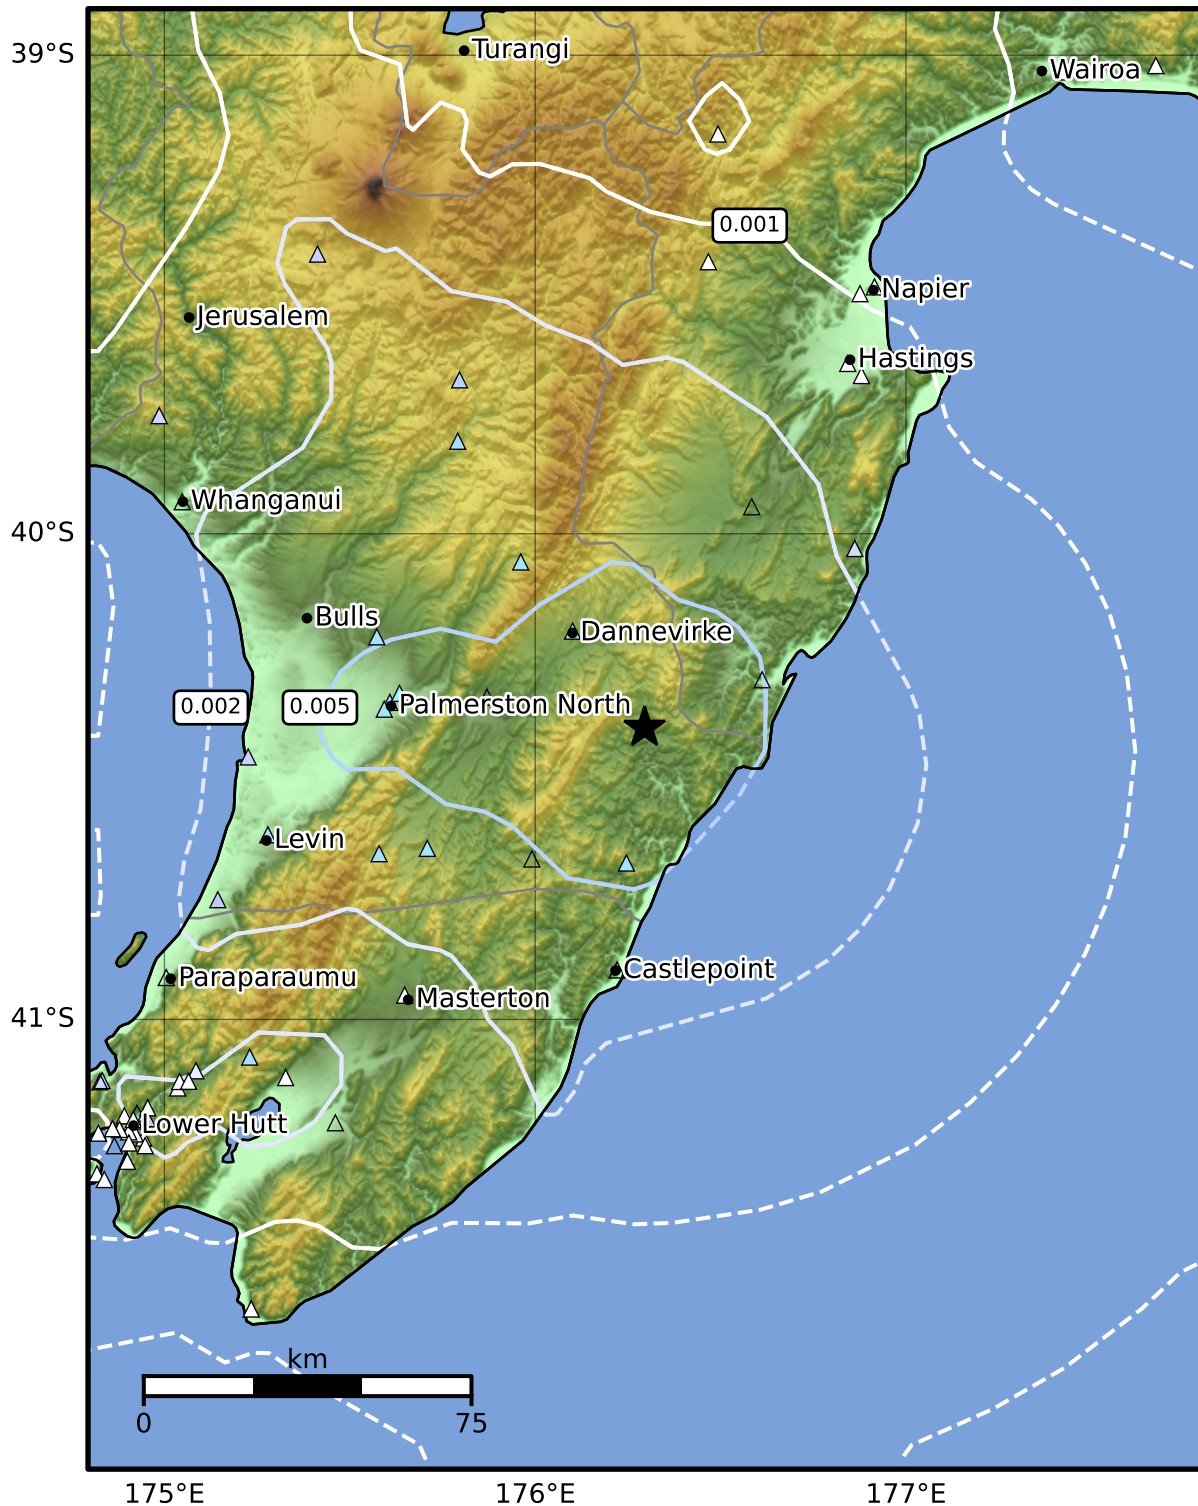 39°S
Turangi
Wairoa
0.001
Napier
Jerusalem
Hastings
Whanganui
40°S
Bulls
Dannevirke
0.002
0.005
Palmerston North
Levin
Castlepoint
Paraparaumu
Masterton
41°S
Lower Hutt
km
0
75
175°E
176°E
177°E